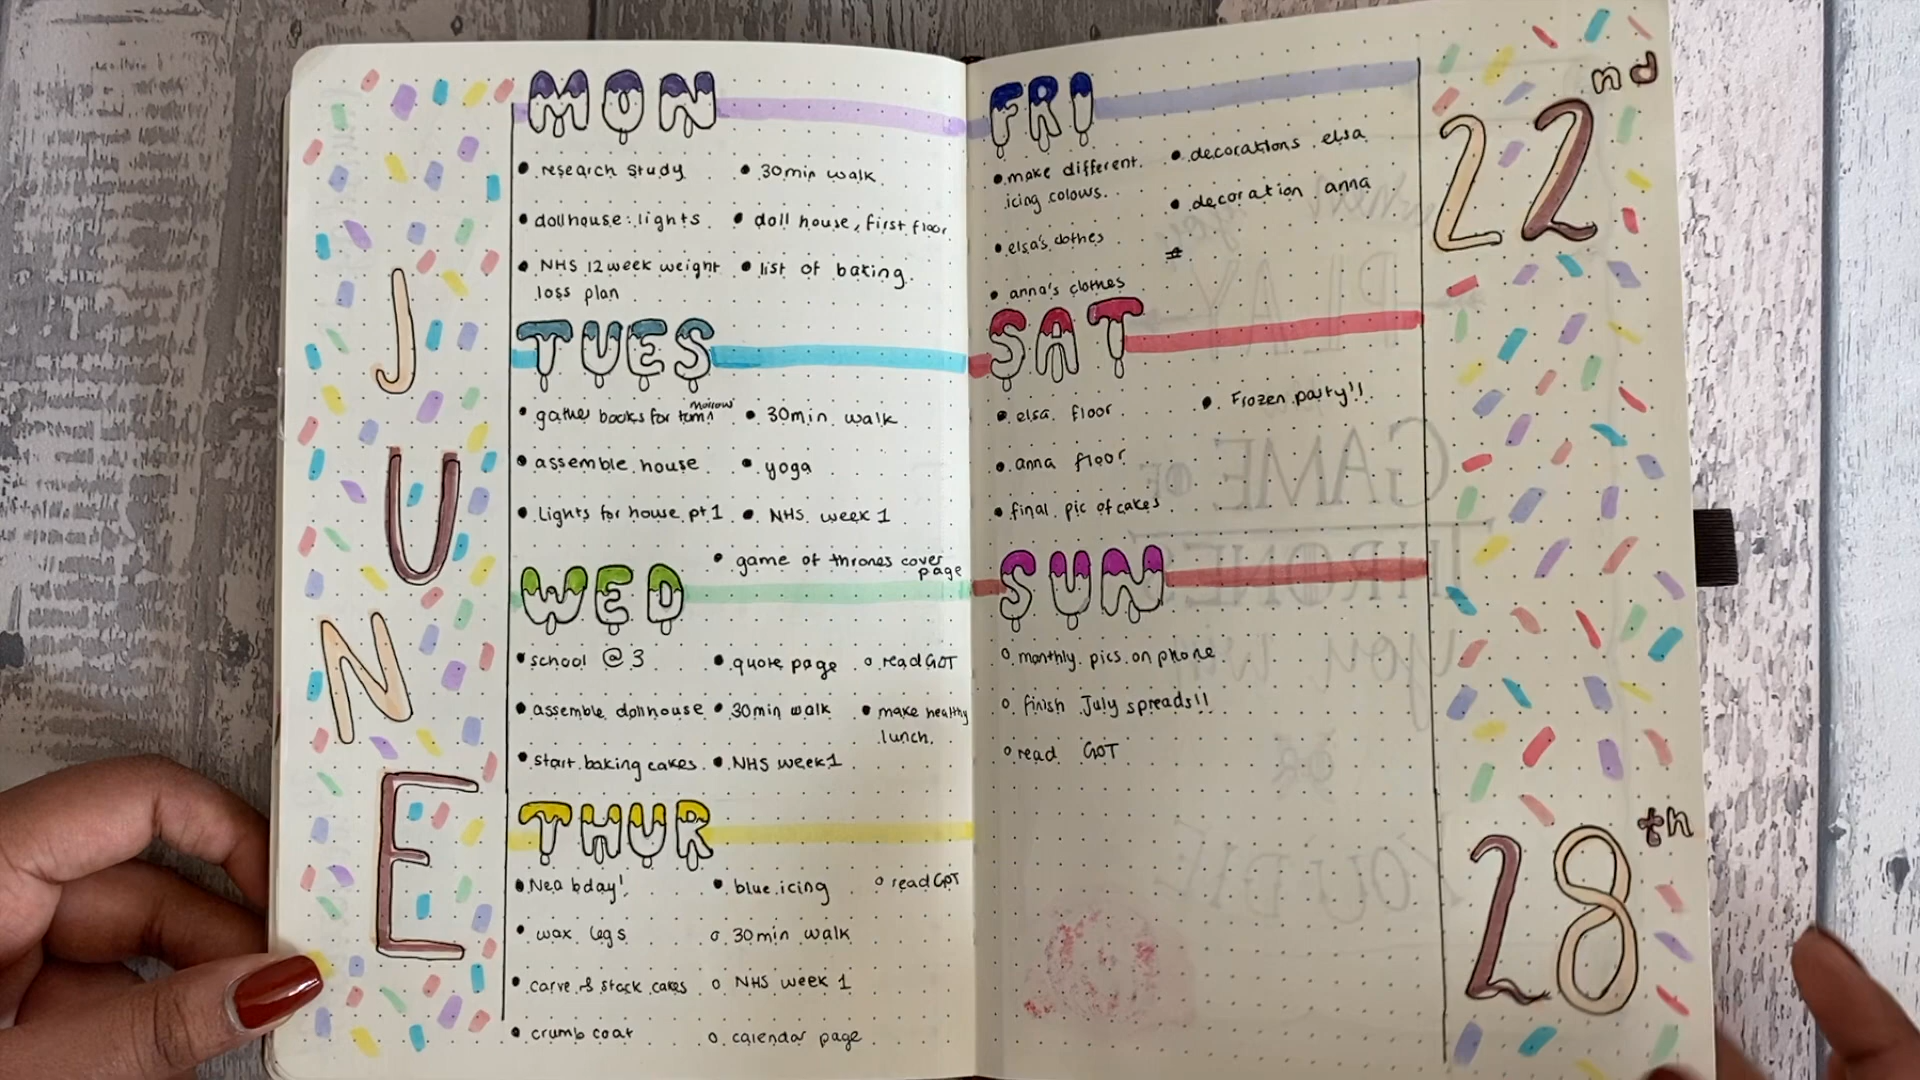 JUNE
MON
research study
30min walk
dollhouse: lights
doll house, first floor
NHS 12 week weight
loss plan
list of baking
TUES
gather books for tom morrow
30min walk
assemble house
yoga
lights for house pt 1
NHS week 1
game of thrones cover
page
WED
school @ 3
quote page
read GOT
assemble dollhouse
30min walk
make healthy
lunch.
start baking cakes
NHS week 1
THUR
Nea bday!
blue icing
read GOT
wax legs
30min walk
carve & stack cakes
NHS week 1
crumb coat
calendar page
FRI
make different
icing colours.
decorations elsa
decoration anna
elsa's clothes
anna's clothes
SAT
elsa floor
Frozen party!!
anna floor
final pic of cakes
SUN
monthly pics on phone
finish July spreads!!
read GOT
22nd
28th